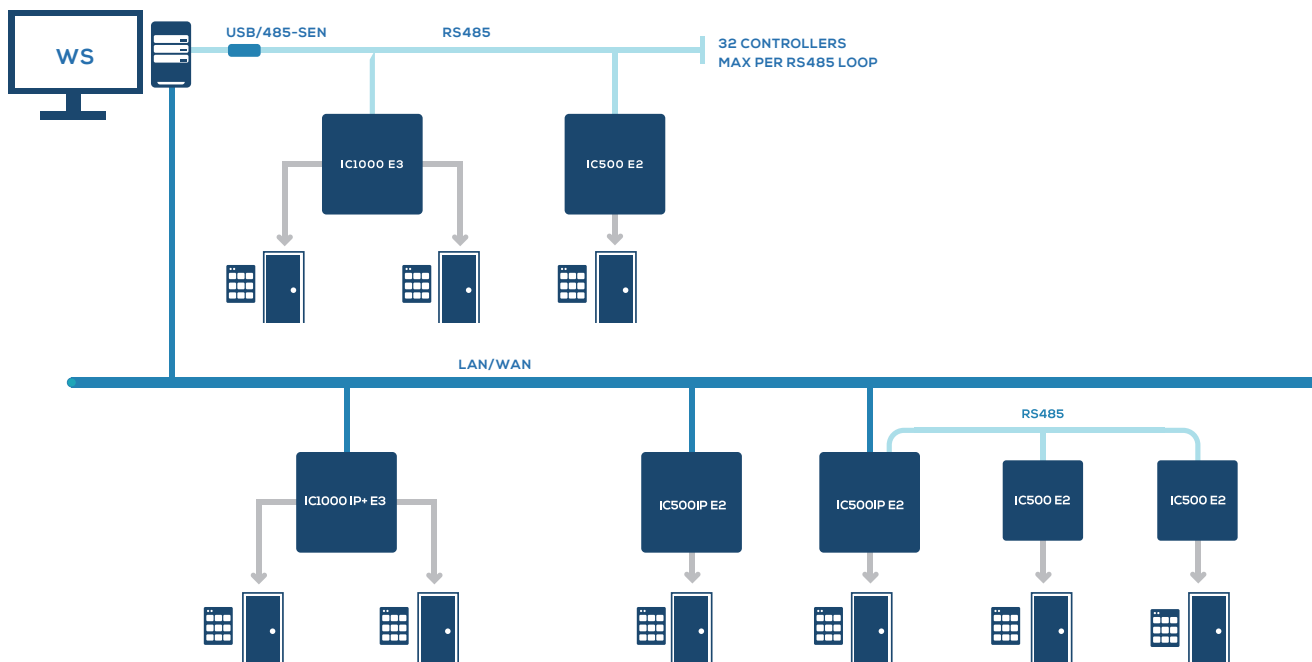 USB/485-SEN
RS485
32 CONTROLLERS
MAX PER RS485 LOOP
WS
IC1000 E3
IC500 E2
LAN/WAN
RS485
IC1000 IP+ E3
IC500IP E2
IC500IP E2
IC500 E2
IC500 E2